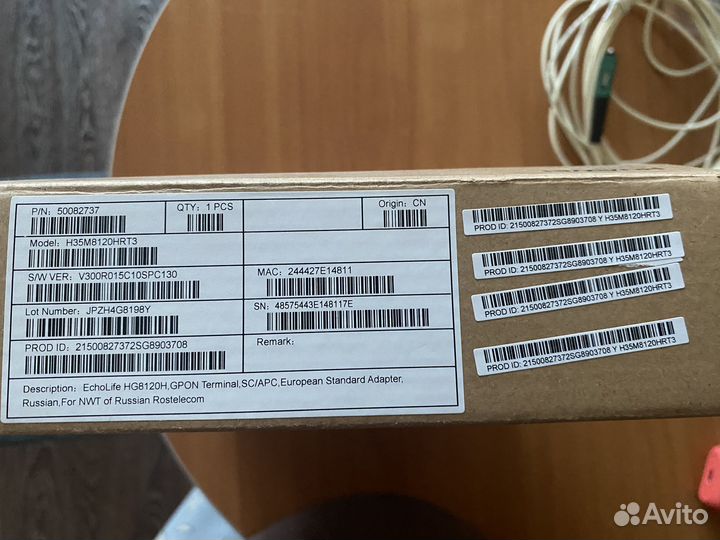 P/N: 50082737
QTY: 1 PCS
Origin: CN
Model: H35M8120HRT3
S/W VER: V300R015C10SPC130
MAC: 244427E14811
Lot Number: JPZH4G8198Y
SN: 48575443E148117E
PROD ID: 21500827372SG8903708
Remark:
Description: EchoLife HG8120H,GPON Terminal,SC/APC,European Standard Adapter,
Russian,For NWT of Russian Rostelecom
PROD ID: 21500827372SG8903708 Y H35M8120HRT3
PROD ID: 21500827372SG8903708 Y H35M8120HRT3
PROD ID: 21500827372SG8903708 Y H35M8120HRT3
PROD ID: 21500827372SG8903708 Y H35M8120HRT3
Avito